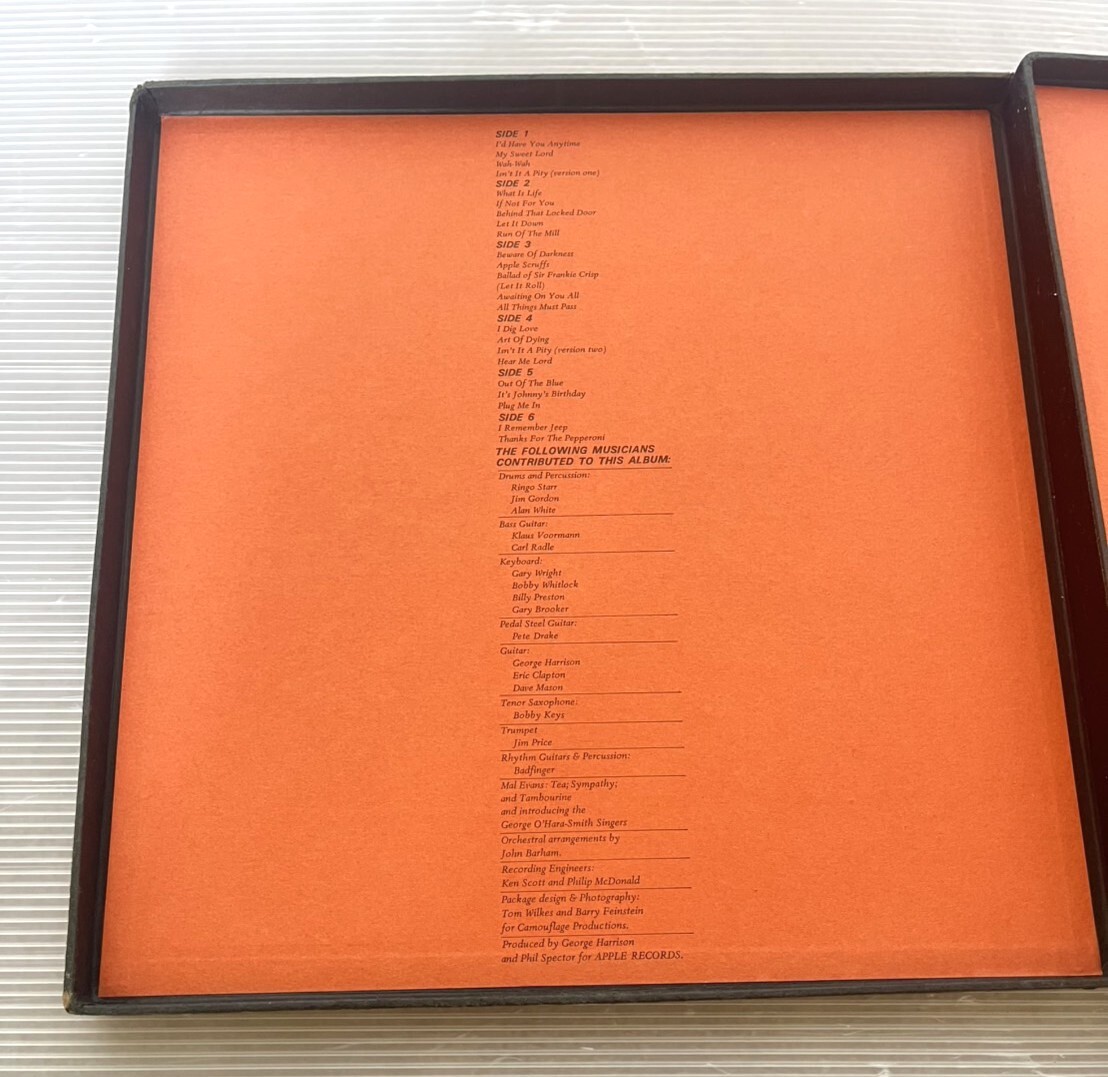 SIDE 1
I'd Have You Anytime
My Sweet Lord
Wah-Wah
Isn't It A Pity (version one)
SIDE 2
What Is Life
If Not For You
Behind That Locked Door
Let It Down
Run Of The Mill
SIDE 3
Beware Of Darkness
Apple Scruffs
Ballad of Sir Frankie Crisp
(Let It Roll)
Awaiting On You All
All Things Must Pass
SIDE 4
I Dig Love
Art Of Dying
Isn't It A Pity (version two)
Hear Me Lord
SIDE 5
Out Of The Blue
It's Johnny's Birthday
Plug Me In
SIDE 6
I Remember Jeep
Thanks For The Pepperoni
THE FOLLOWING MUSICIANS
CONTRIBUTED TO THIS ALBUM:
Drums and Percussion:
Ringo Starr
Jim Gordon
Alan White
Bass Guitar:
Klaus Voormann
Carl Radle
Keyboard:
Gary Wright
Bobby Whitlock
Billy Preston
Gary Brooker
Pedal Steel Guitar:
Pete Drake
Guitar:
George Harrison
Eric Clapton
Dave Mason
Tenor Saxophone:
Bobby Keys
Trumpet
Jim Price
Rhythm Guitars & Percussion:
Badfinger
Mal Evans: Tea; Sympathy;
and Tambourine
and introducing the
George O'Hara-Smith Singers
Orchestral arrangements by
John Barham.
Recording Engineers:
Ken Scott and Philip McDonald
Package design & Photography:
Tom Wilkes and Barry Feinstein
for Camouflage Productions.
Produced by George Harrison
and Phil Spector for APPLE RECORDS.